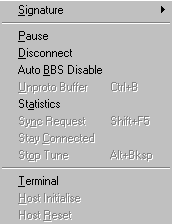 Signature
Pause
Disconnect
Auto BBS Disable
Unproto Buffer Ctrl+B
Statistics
Sync Request Shift+F5
Stay Connected
Stop Tune Alt+Bksp
Terminal
Host Initialise
Host Reset